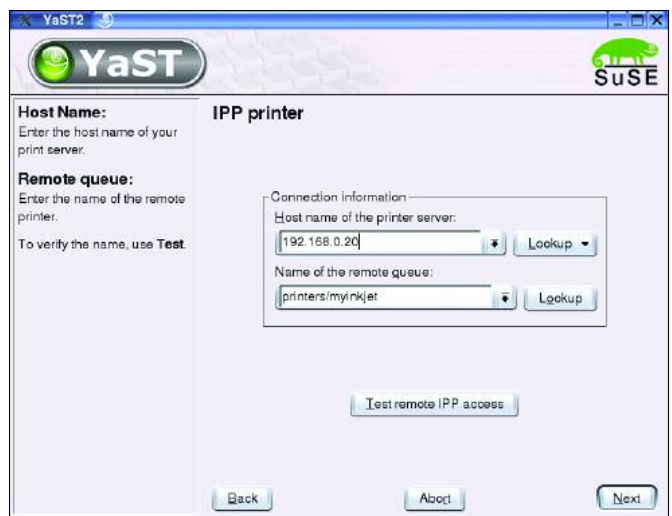 YaST2
YaST
SuSE
Host Name:
Enter the host name of your
print server.
Remote queue:
Enter the name of the remote
printer.
To verify the name, use Test.
IPP printer
Connection information
Host name of the printer server:
192.168.0.20
Lookup
Name of the remote queue:
printers/myinkjet
Lookup
Test remote IPP access
Back
Abort
Next